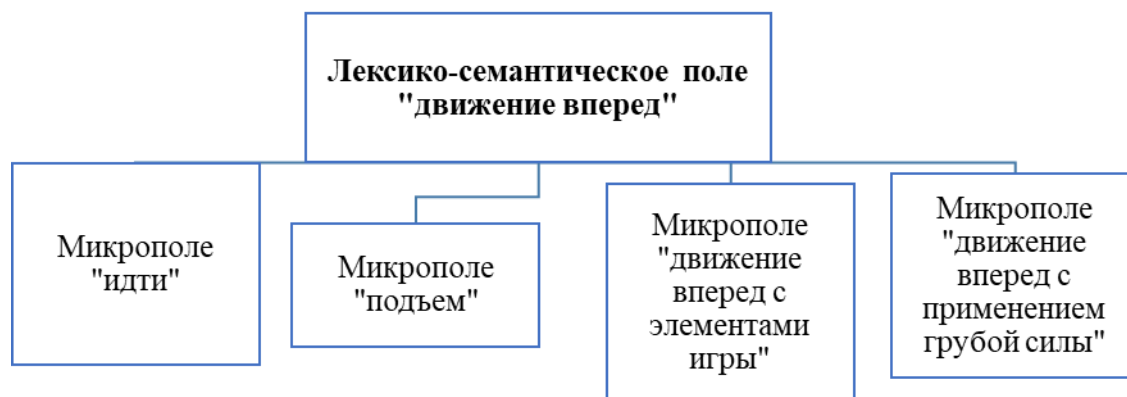 Лексико-семантическое поле
"движение вперед"
Микрополе
"идти"
Микрополе
"подъем"
Микрополе
"движение
вперед с
элементами
игры"
Микрополе
"движение
вперед с
применением
грубой силы"